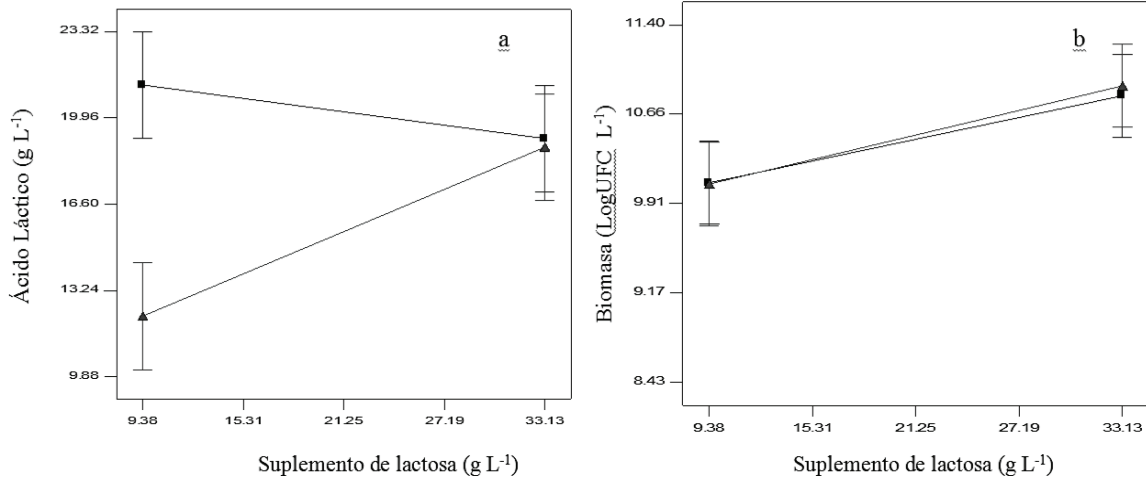 a
23.32
19.96
16.60
13.24
9.88
Ácido Láctico (g L-1)
9.38 15.31 21.25 27.19 33.13
Suplemento de lactosa (g L-1)
b
11.40
10.66
9.91
9.17
8.43
Biomasa (LogUFC L-1)
9.38 15.31 21.25 27.19 33.13
Suplemento de lactosa (g L-1)